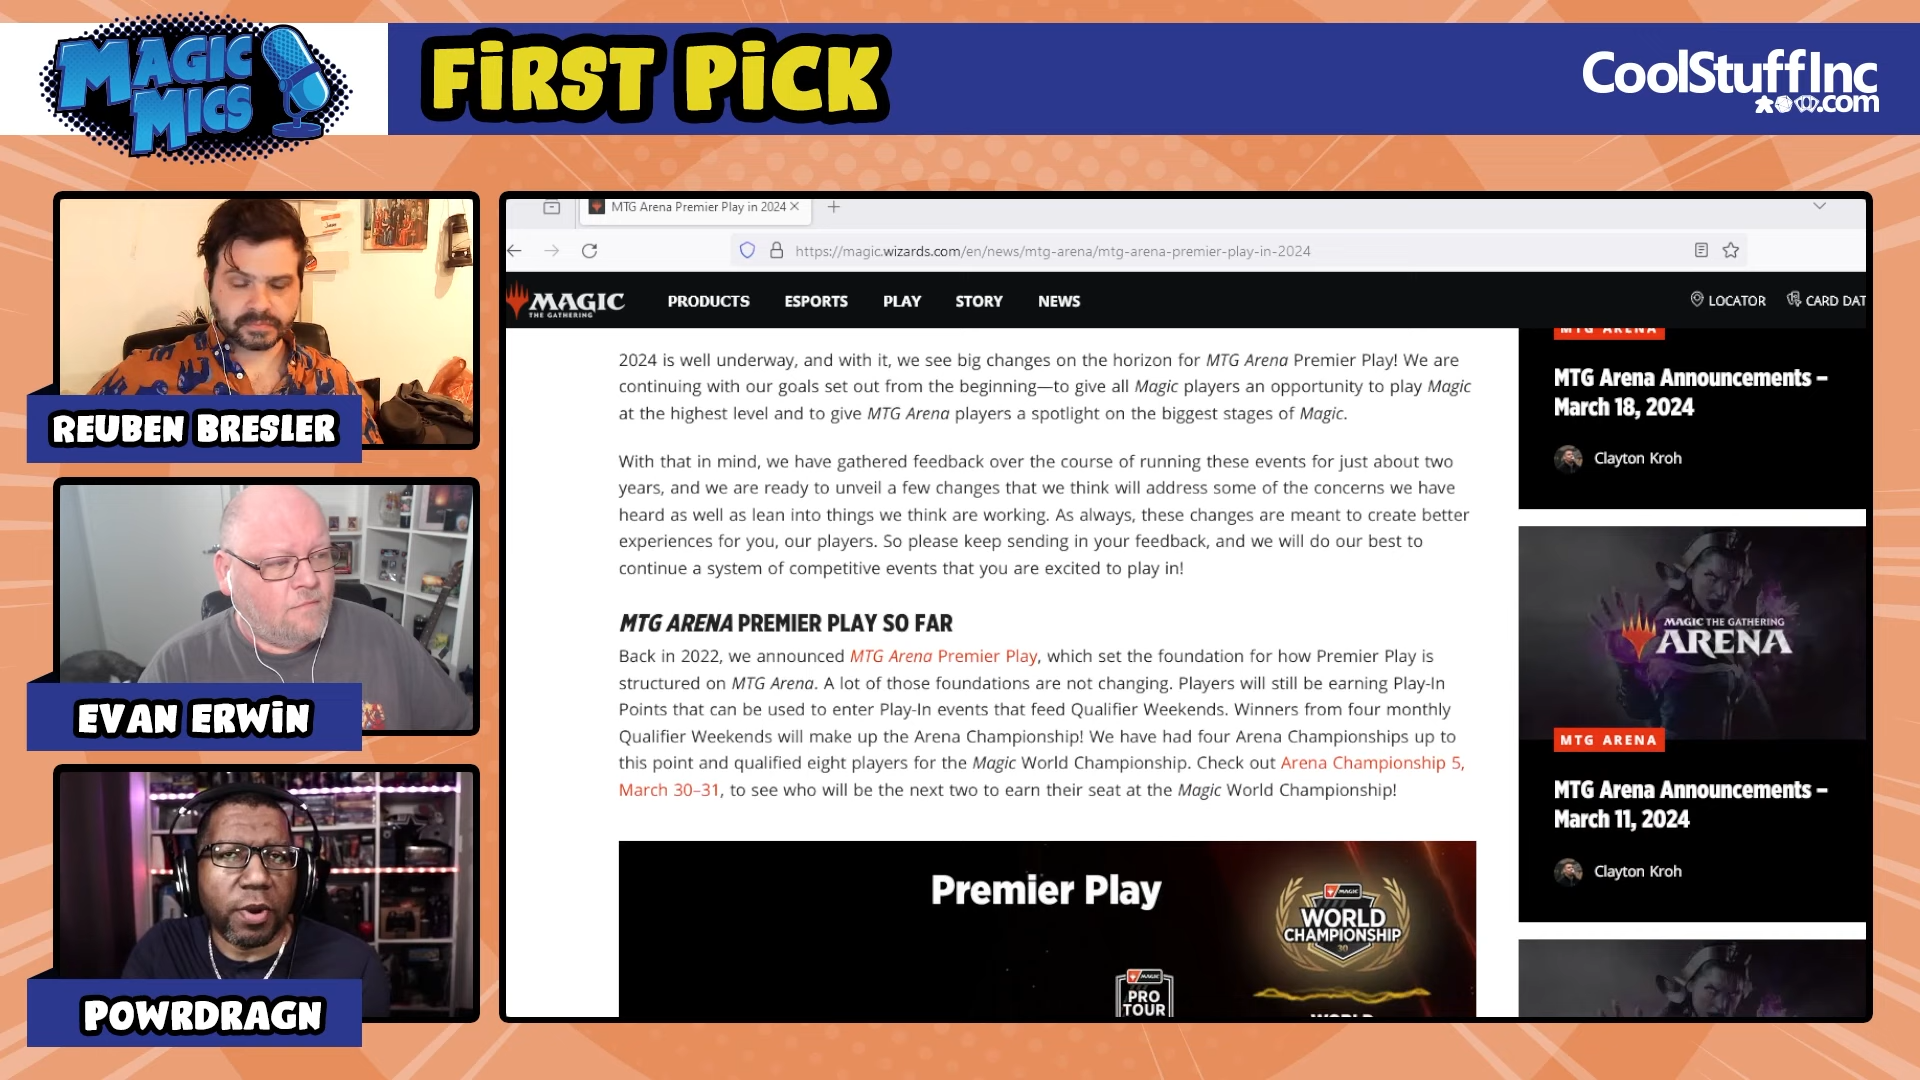 MAGIC
MICS
FIRST PICK
CoolStuffInc
.com
REUBEN BRESLER
EVAN ERWIN
POWRDRAGN
MTG Arena Premier Play in 2024
https://magic.wizards.com/en/news/mtg-arena/mtg-arena-premier-play-in-2024
MAGIC
THE GATHERING
PRODUCTS
ESPORTS
PLAY
STORY
NEWS
LOCATOR
CARD DAT
2024 is well underway, and with it, we see big changes on the horizon for MTG Arena Premier Play! We are
continuing with our goals set out from the beginning—to give all Magic players an opportunity to play Magic
at the highest level and to give MTG Arena players a spotlight on the biggest stages of Magic.
With that in mind, we have gathered feedback over the course of running these events for just about two
years, and we are ready to unveil a few changes that we think will address some of the concerns we have
heard as well as lean into things we think are working. As always, these changes are meant to create better
experiences for you, our players. So please keep sending in your feedback, and we will do our best to
continue a system of competitive events that you are excited to play in!
MTG ARENA PREMIER PLAY SO FAR
Back in 2022, we announced MTG Arena Premier Play, which set the foundation for how Premier Play is
structured on MTG Arena. A lot of those foundations are not changing. Players will still be earning Play-In
Points that can be used to enter Play-In events that feed Qualifier Weekends. Winners from four monthly
Qualifier Weekends will make up the Arena Championship! We have had four Arena Championships up to
this point and qualified eight players for the Magic World Championship. Check out Arena Championship 5,
March 30–31, to see who will be the next two to earn their seat at the Magic World Championship!
Premier Play
MAGIC
WORLD
CHAMPIONSHIP
30
MAGIC
PRO
TOUR
WORLD
MTG ARENA
MTG Arena Announcements –
March 18, 2024
Clayton Kroh
MAGIC THE GATHERING
ARENA
MTG ARENA
MTG Arena Announcements –
March 11, 2024
Clayton Kroh